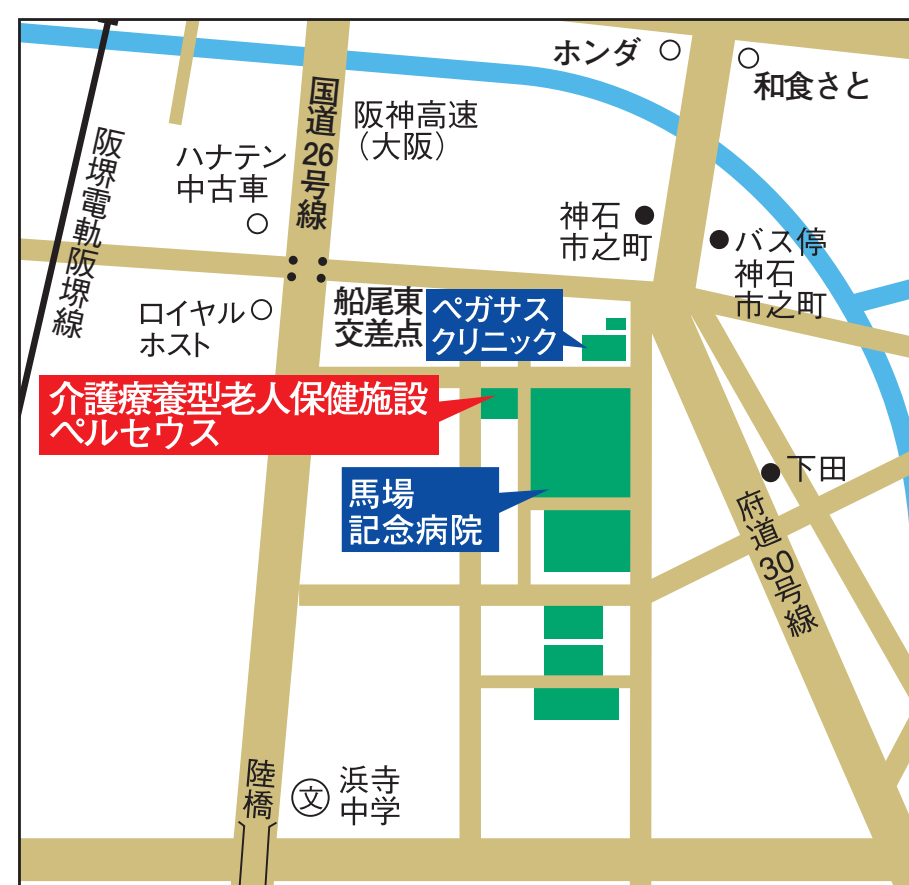 ホンダ
和食さと
国道26号線
阪神高速
（大阪）
阪堺電軌阪堺線
ハナテン
中古車
神石
市之町
バス停
神石
市之町
ロイヤル
ホスト
船尾東
交差点
ペガサス
クリニック
介護療養型老人保健施設
ペルセウス
馬場
記念病院
下田
府道30号線
陸橋
文
浜寺
中学